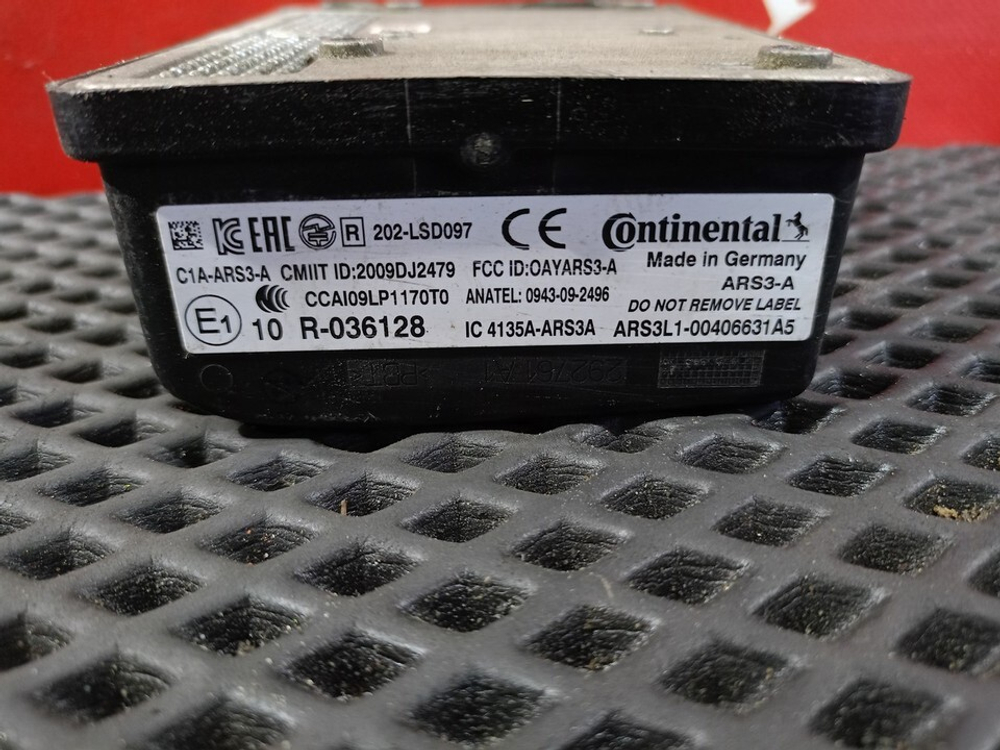 EAC R 202-LSD097 CE Continental
Made in Germany
C1A-ARS3-A CMIIT ID:2009DJ2479 FCC ID:OAYARS3-A
ARS3-A
CCAI09LP1170T0 ANATEL: 0943-09-2496
DO NOT REMOVE LABEL
E1 10 R-036128 IC 4135A-ARS3A ARS3L1-00406631A5